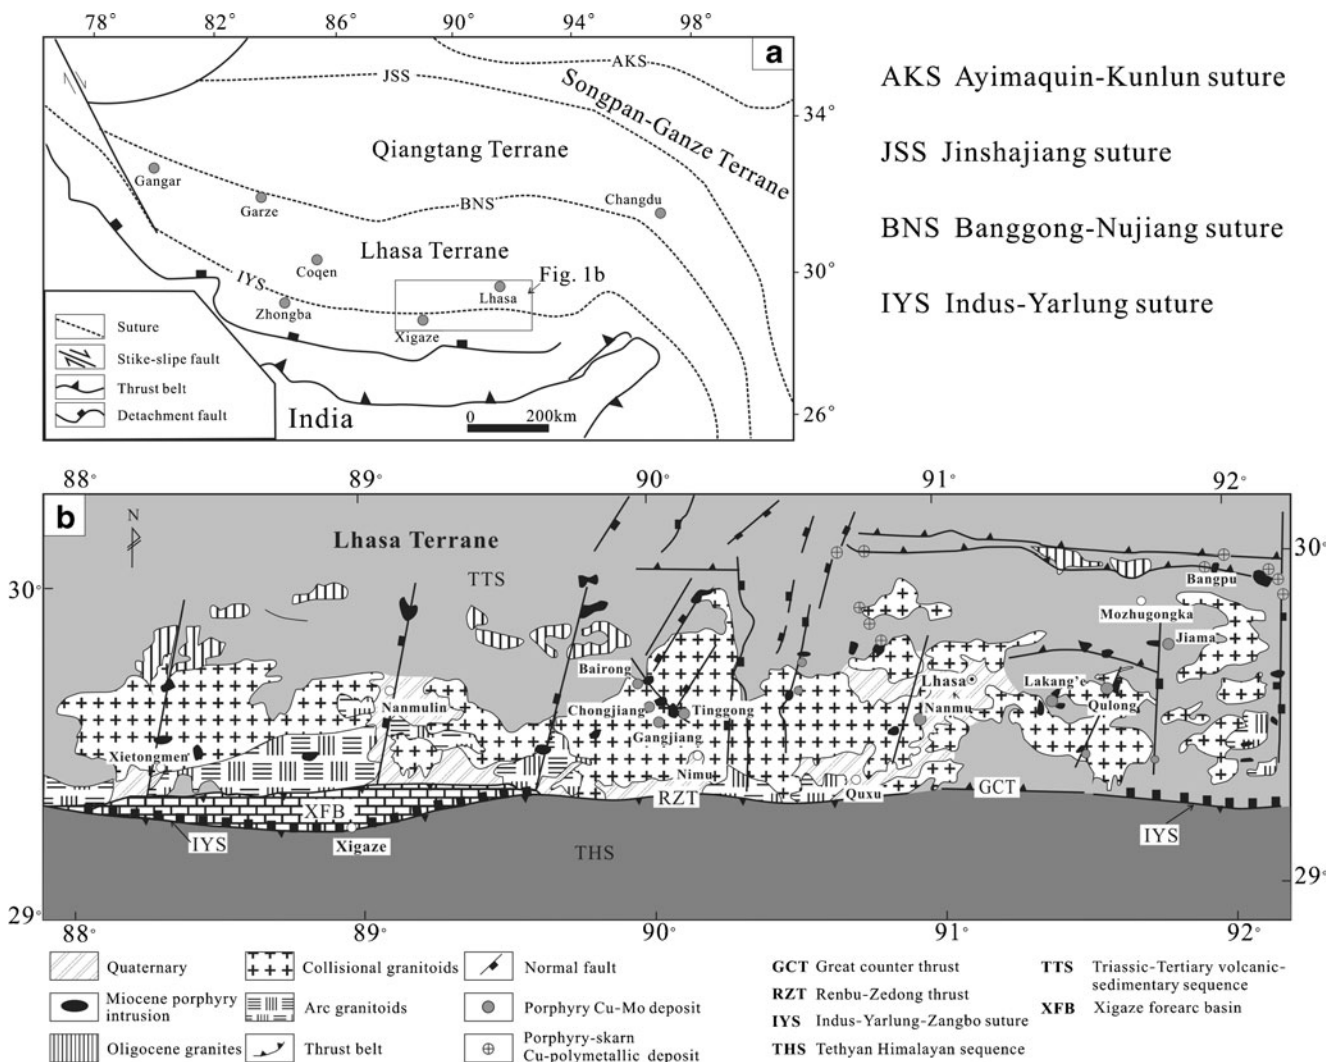 78° 82° 86° 90° 94° 98°
a
AKS
JSS
Songpan-Ganze Terrane
34°
Qiangtang Terrane
Gangar
Garze
BNS
Changdu
Lhasa Terrane
30°
IYS
Coqen
Fig. 1b
Lhasa
Zhongba
Xigaze
Suture
Stike-slipe fault
Thrust belt
Detachment fault
India
0 200km
26°
AKS Ayimaquin-Kunlun suture
JSS Jinshajiang suture
BNS Banggong-Nujiang suture
IYS Indus-Yarlung suture
88° 89° 90° 91° 92°
b
N
Lhasa Terrane
TTS
30°
30°
Bangpu
Mozhugongka
Jiama
Bairong
Lhasa
Lakang'e
Nanmulin
Chongjiang
Tinggong
Nanmu
Qulong
Gangjiang
Xietongmen
Nimu
Quxu
GCT
RZT
XFB
IYS
Xigaze
THS
IYS
29°
29°
88° 89° 90° 91° 92°
Quaternary
Collisional granitoids
Normal fault
Miocene porphyry
intrusion
Arc granitoids
Porphyry Cu-Mo deposit
Oligocene granites
Thrust belt
Porphyry-skarn
Cu-polymetallic deposit
GCT Great counter thrust
RZT Renbu-Zedong thrust
IYS Indus-Yarlung-Zangbo suture
THS Tethyan Himalayan sequence
TTS Triassic-Tertiary volcanic-
sedimentary sequence
XFB Xigaze forearc basin